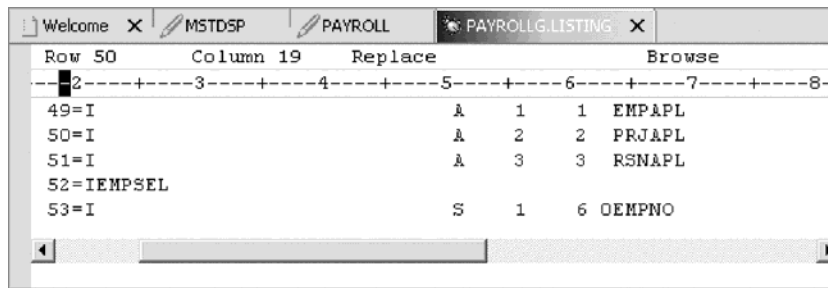 Welcome MSTDSP PAYROLL PAYROLLG.LISTING
Row 50 Column 19 Replace Browse
---2----+----3----+----4----+----5----+----6----+----7----+----8-
49=I A 1 1 EMPAPL
50=I A 2 2 PRJAPL
51=I A 3 3 RSNAPL
52=IEMPSEL
53=I S 1 6 0EMPNO